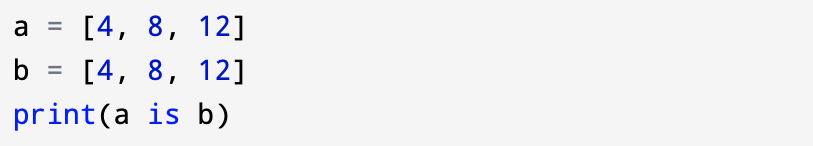 a = [4, 8, 12]
b = [4, 8, 12]
print(a is b)